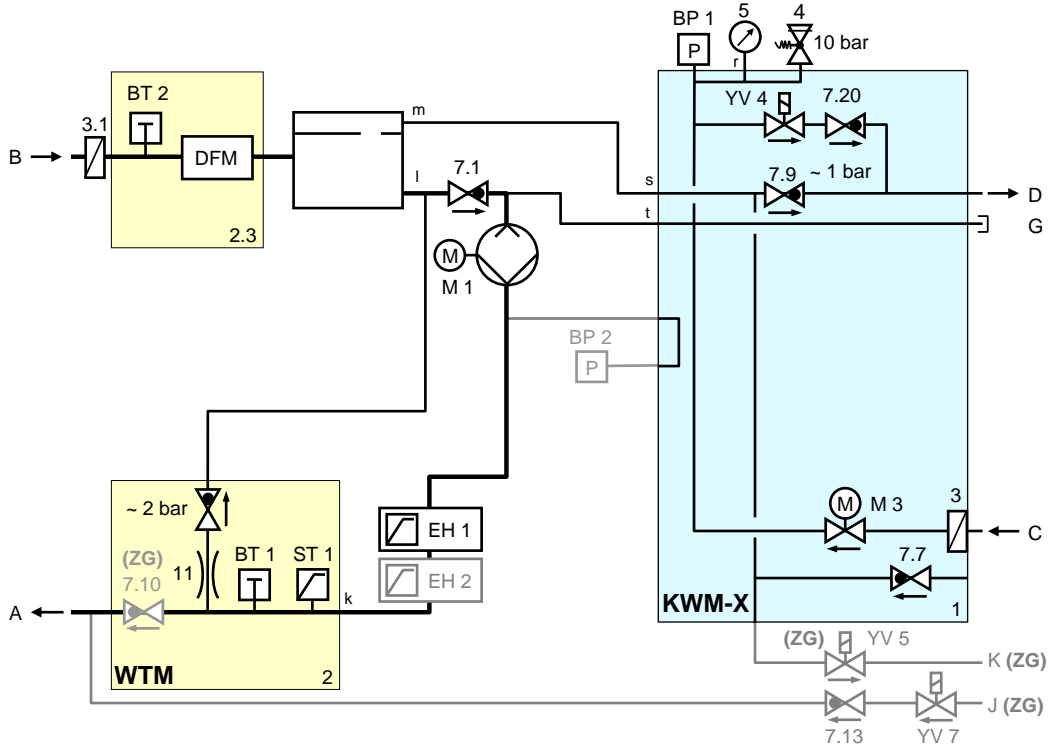 BP 1
5
4
P
10 bar
r
BT 2
YV 4
7.20
3.1
m
B
DFM
l
7.1
s
7.9
~ 1 bar
D
t
G
2.3
M
M 1
BP 2
P
~ 2 bar
EH 1
M
M 3
3
C
(ZG)
7.10
11
BT 1
ST 1
EH 2
7.7
k
A
KWM-X
1
(ZG)
YV 5
WTM
2
K (ZG)
J (ZG)
7.13
YV 7